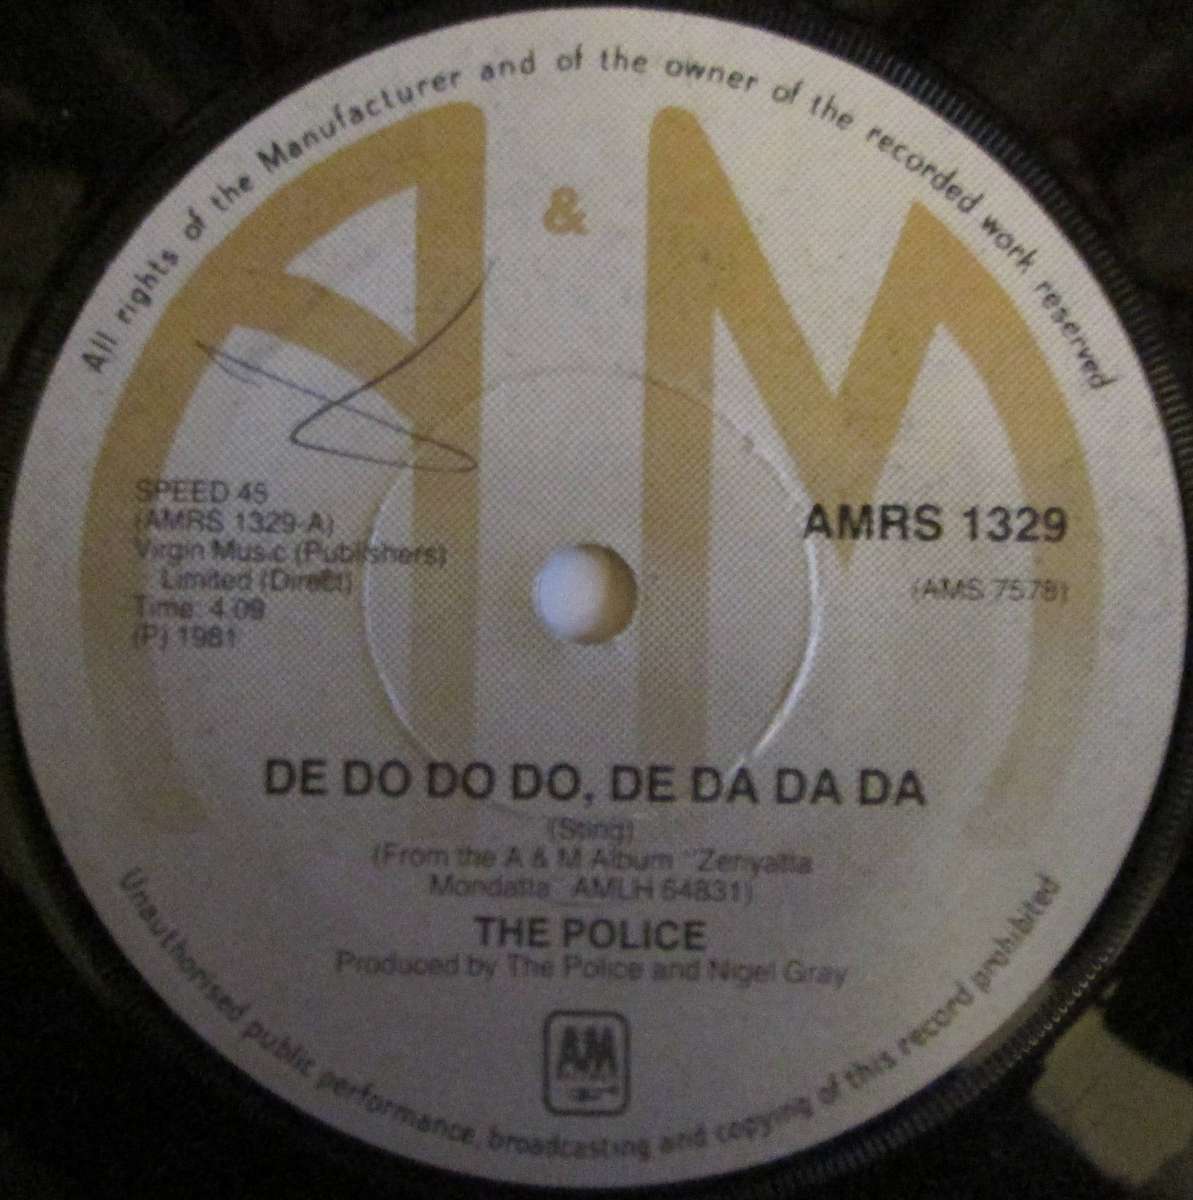 All rights of the Manufacturer and of the owner of the recorded work reserved
A & M
SPEED 45
(AMRS 1329-A)
Virgin Music (Publishers)
Limited (Direct)
Time: 4.09
(P) 1981
AMRS 1329
(AMS 7578)
DE DO DO DO, DE DA DA DA
(Sting)
(From the A & M Album "Zenyatta
Mondatta" AMLH 64831)
THE POLICE
Produced by The Police and Nigel Gray
AM
Unauthorised public performance, broadcasting and copying of this record prohibited